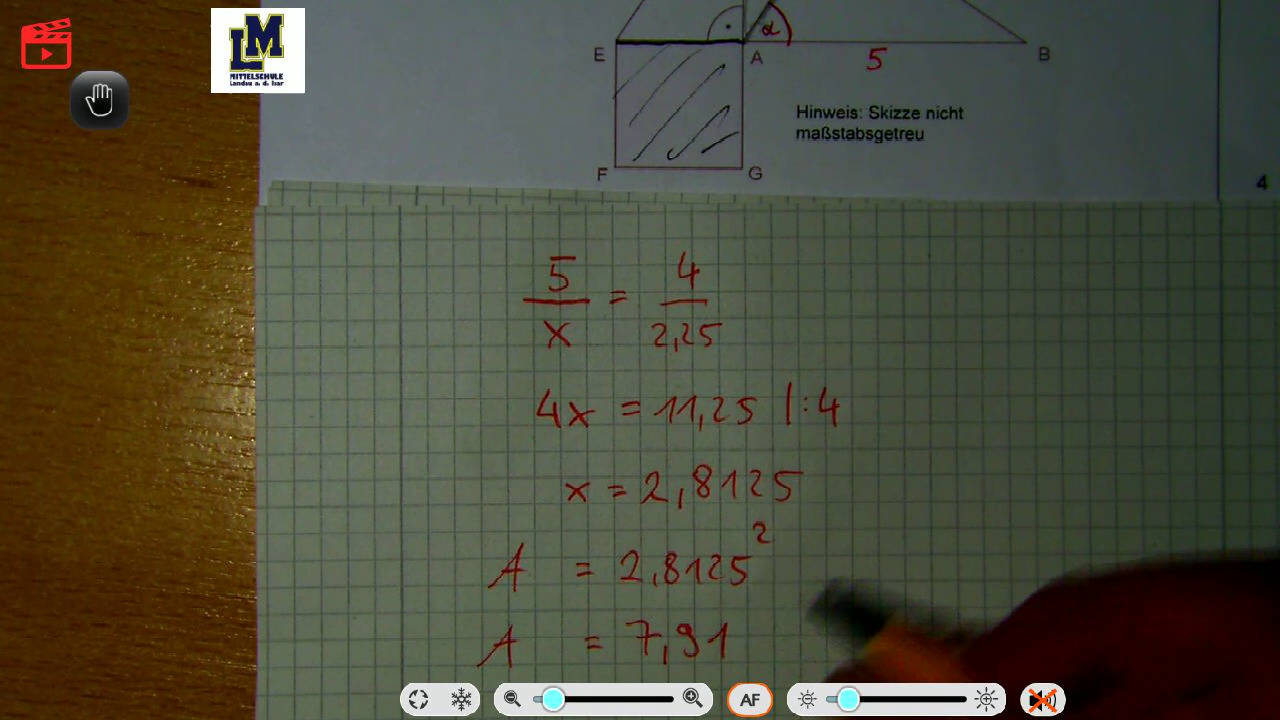 LM
MITTELSCHULE
Landau a. d. Isar
α
E
A
5
B
Hinweis: Skizze nicht
maßstabsgetreu
F
G
4
5/x = 4/2,25
4x = 11,25 |:4
x = 2,8125
A = 2,8125²
A = 7,91
AF